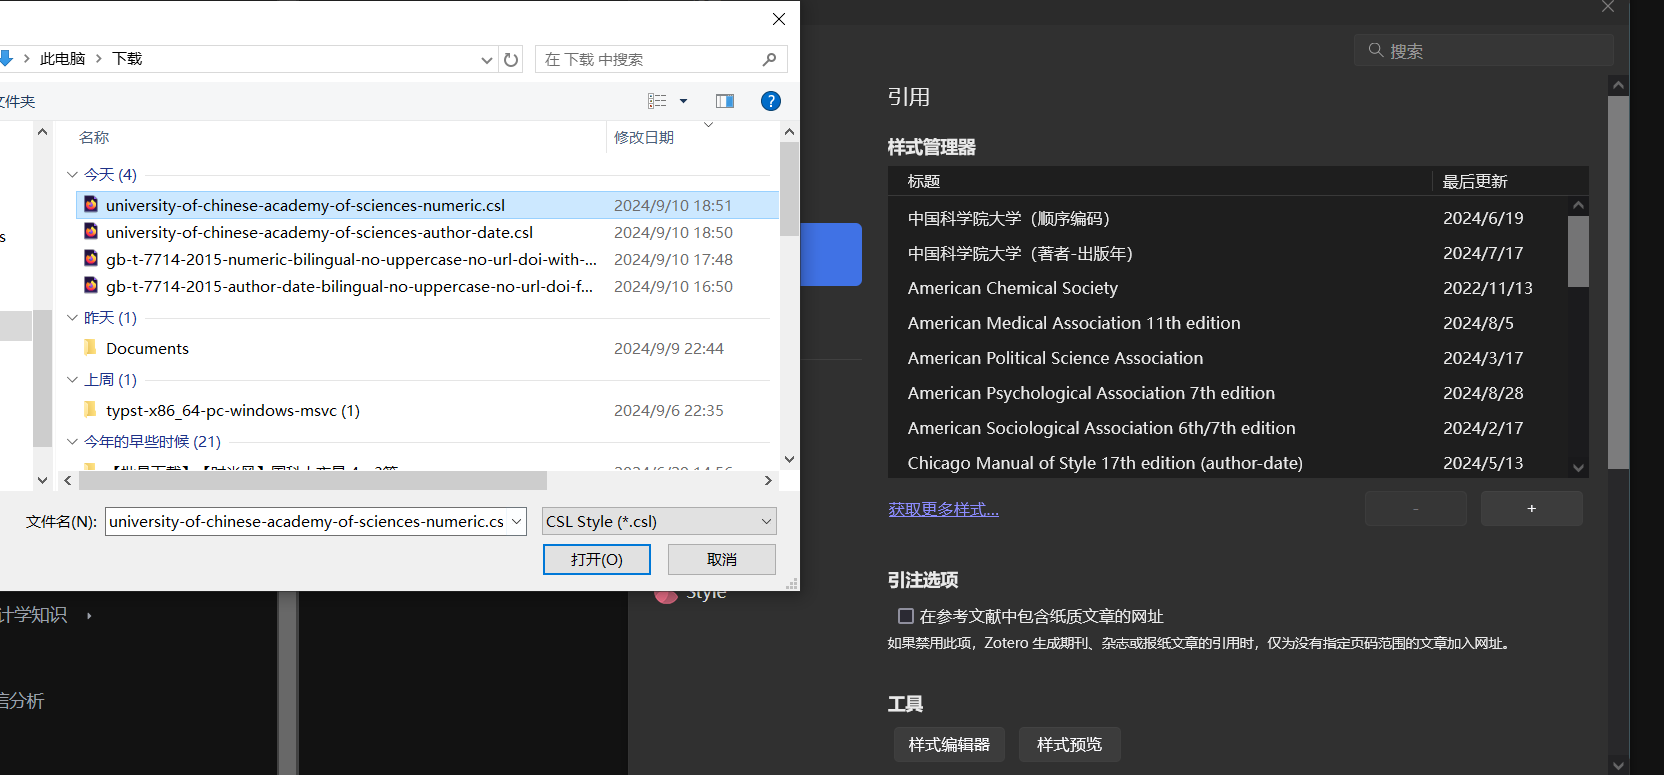 此电脑 下载
在 下载 中搜索
文件夹
名称 修改日期
今天 (4)
university-of-chinese-academy-of-sciences-numeric.csl 2024/9/10 18:51
university-of-chinese-academy-of-sciences-author-date.csl 2024/9/10 18:50
gb-t-7714-2015-numeric-bilingual-no-uppercase-no-url-doi-with-... 2024/9/10 17:48
gb-t-7714-2015-author-date-bilingual-no-uppercase-no-url-doi-f... 2024/9/10 16:50
昨天 (1)
Documents 2024/9/9 22:44
上周 (1)
typst-x86_64-pc-windows-msvc (1) 2024/9/6 22:35
今年的早些时候 (21)
s
文件名(N): university-of-chinese-academy-of-sciences-numeric.cs CSL Style (*.csl)
打开(O) 取消
计学知识
言分析
Style
搜索
引用
样式管理器
标题 最后更新
中国科学院大学（顺序编码） 2024/6/19
中国科学院大学（著者-出版年） 2024/7/17
American Chemical Society 2022/11/13
American Medical Association 11th edition 2024/8/5
American Political Science Association 2024/3/17
American Psychological Association 7th edition 2024/8/28
American Sociological Association 6th/7th edition 2024/2/17
Chicago Manual of Style 17th edition (author-date) 2024/5/13
获取更多样式... - +
引注选项
在参考文献中包含纸质文章的网址
如果禁用此项，Zotero 生成期刊、杂志或报纸文章的引用时，仅为没有指定页码范围的文章加入网址。
工具
样式编辑器 样式预览